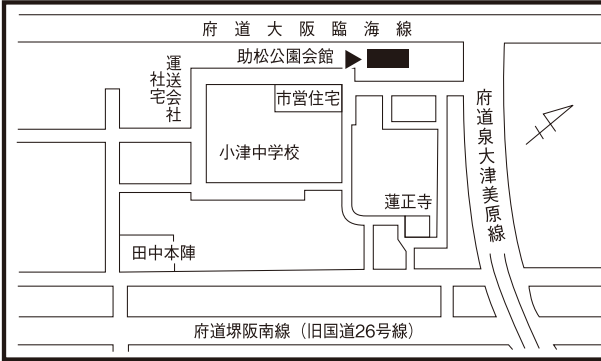 府道大阪臨海線
助松公園会館
運送会社
社宅
市営住宅
小津中学校
府道泉大津美原線
蓮正寺
田中本陣
府道堺阪南線（旧国道26号線）